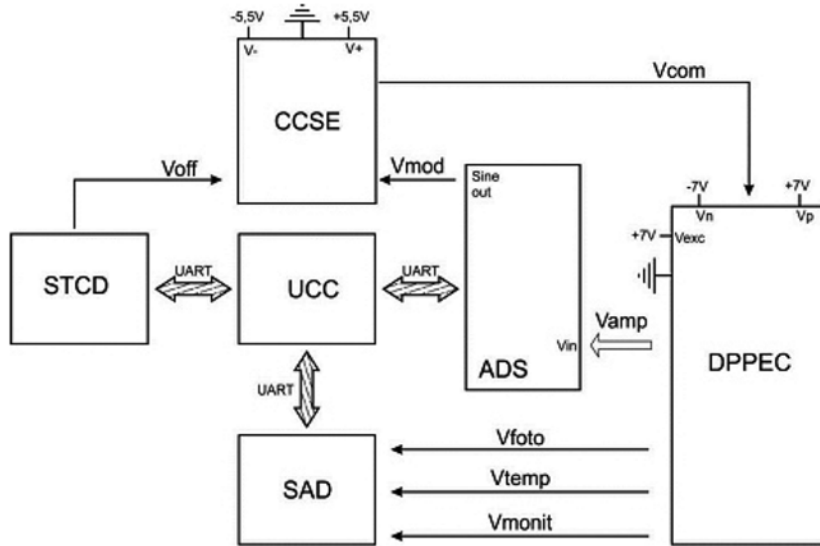 -5,5V
+5,5V
V-
V+
CCSE
Vcom
Voff
Vmod
Sine
out
-7V
+7V
Vn
Vp
+7V
Vexc
STCD
UART
UCC
UART
Vamp
Vin
ADS
DPPEC
UART
SAD
Vfoto
Vtemp
Vmonit